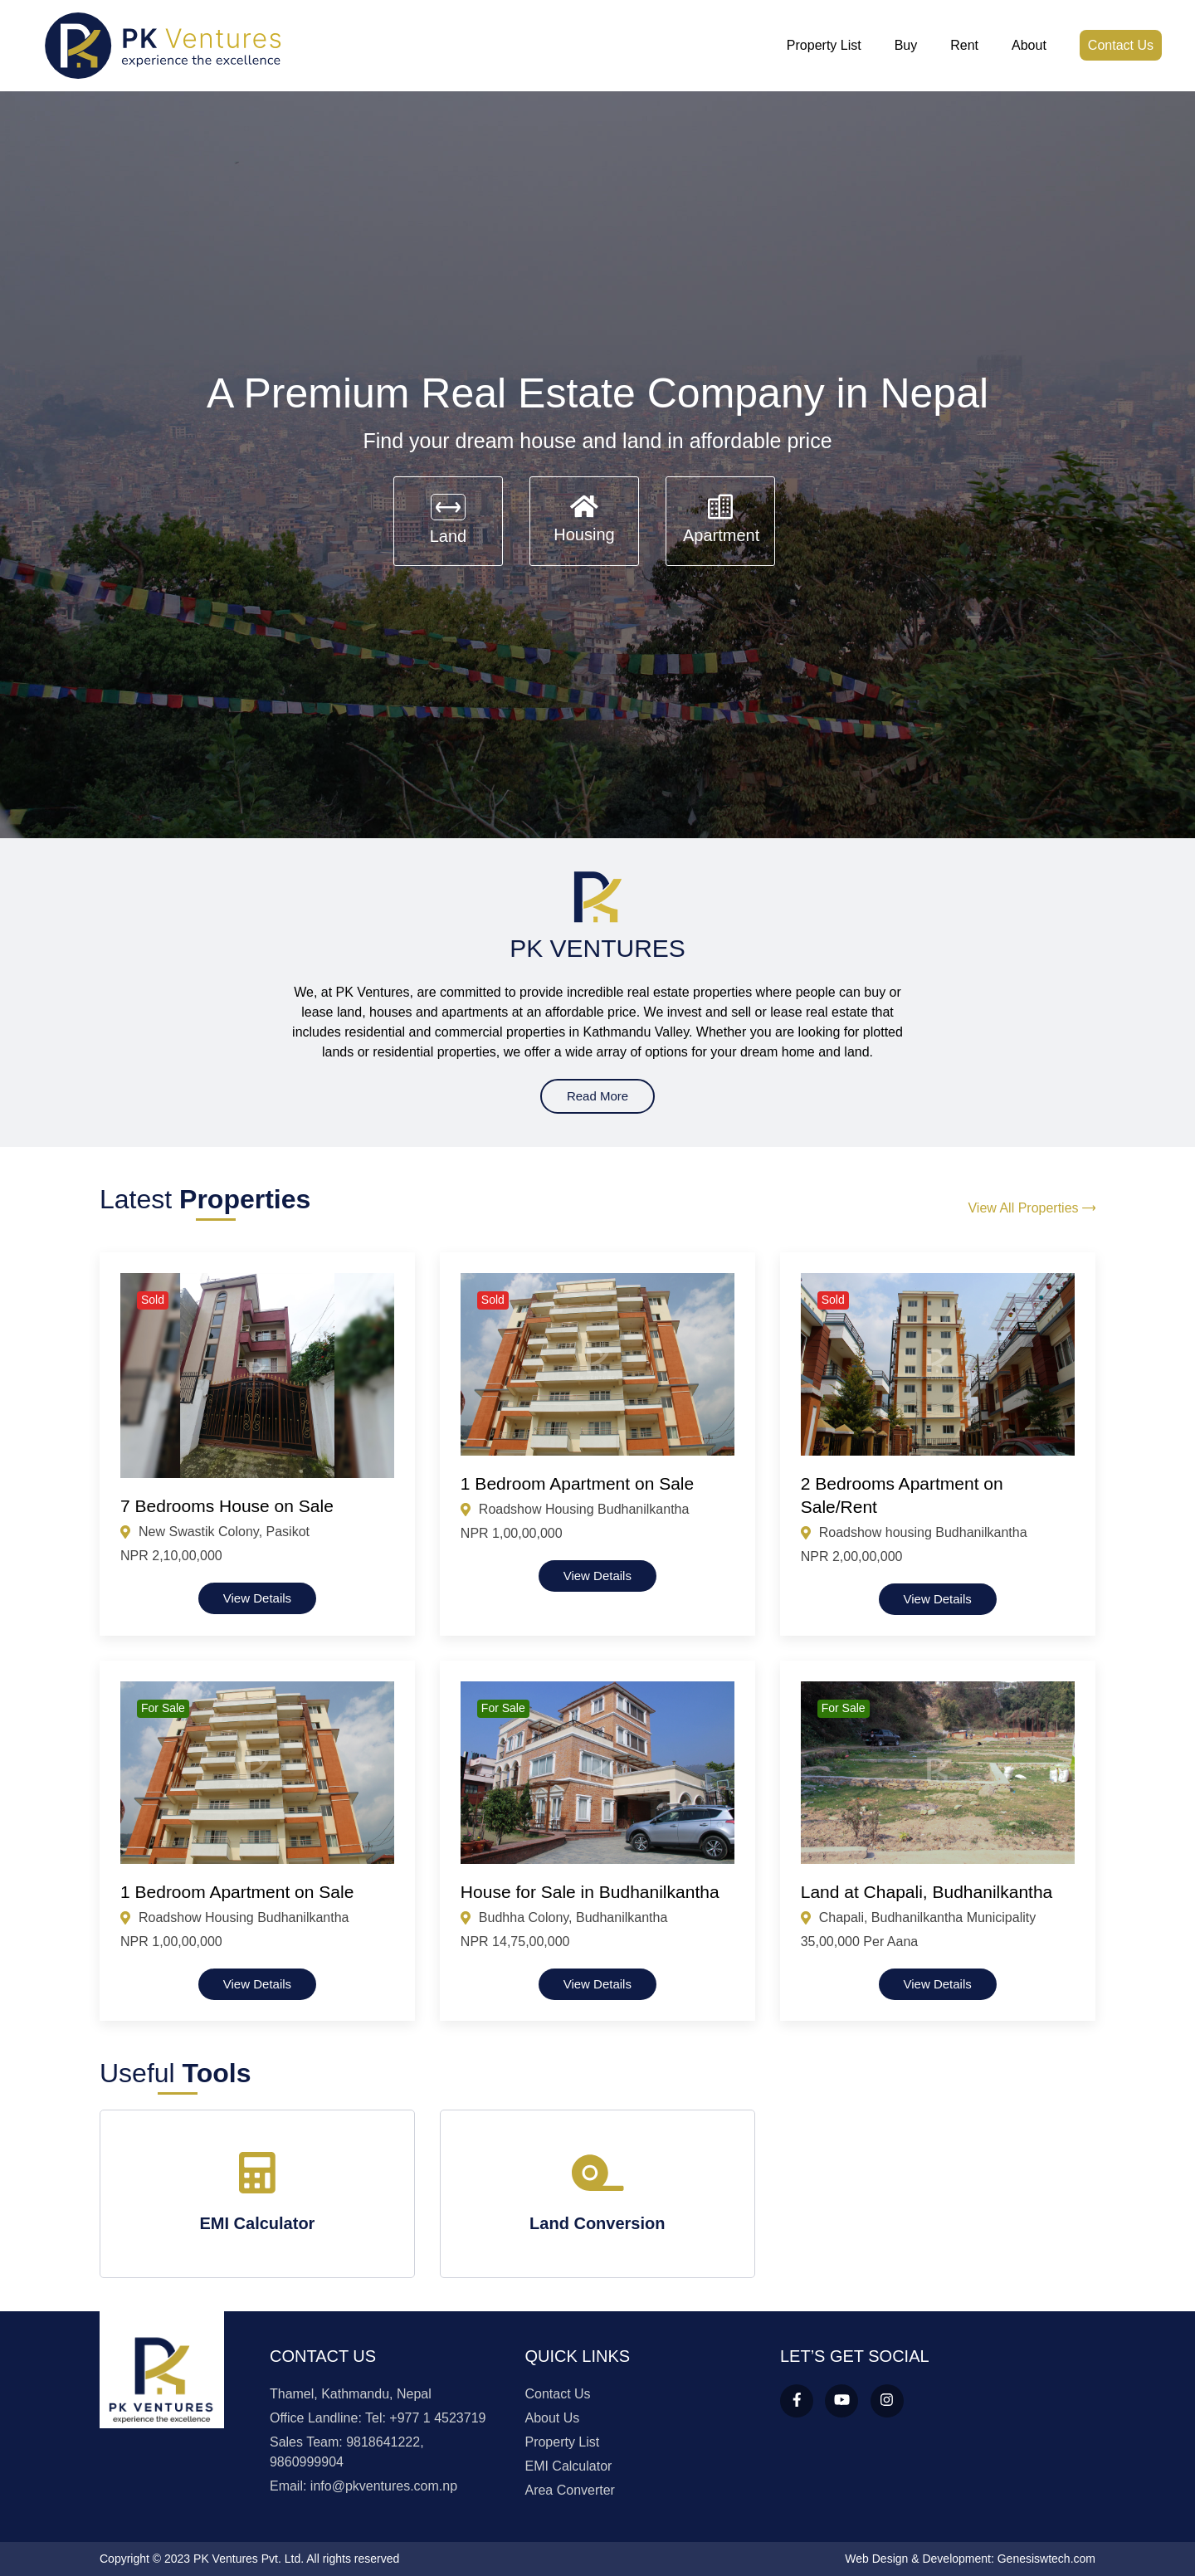 PK Ventures
experience the excellence
Property List
Buy
Rent
About
Contact Us
A Premium Real Estate Company in Nepal
Find your dream house and land in affordable price
Land
Housing
Apartment
PK VENTURES
We, at PK Ventures, are committed to provide incredible real estate properties where people can buy or
lease land, houses and apartments at an affordable price. We invest and sell or lease real estate that
includes residential and commercial properties in Kathmandu Valley. Whether you are looking for plotted
lands or residential properties, we offer a wide array of options for your dream home and land.
Read More
Latest Properties
View All Properties
Sold
7 Bedrooms House on Sale
New Swastik Colony, Pasikot
NPR 2,10,00,000
View Details
Sold
1 Bedroom Apartment on Sale
Roadshow Housing Budhanilkantha
NPR 1,00,00,000
View Details
Sold
2 Bedrooms Apartment on
Sale/Rent
Roadshow housing Budhanilkantha
NPR 2,00,00,000
View Details
For Sale
1 Bedroom Apartment on Sale
Roadshow Housing Budhanilkantha
NPR 1,00,00,000
View Details
For Sale
House for Sale in Budhanilkantha
Budhha Colony, Budhanilkantha
NPR 14,75,00,000
View Details
For Sale
Land at Chapali, Budhanilkantha
Chapali, Budhanilkantha Municipality
35,00,000 Per Aana
View Details
Useful Tools
EMI Calculator
Land Conversion
PK VENTURES
experience the excellence
CONTACT US
Thamel, Kathmandu, Nepal
Office Landline: Tel: +977 1 4523719
Sales Team: 9818641222,
9860999904
Email: info@pkventures.com.np
QUICK LINKS
Contact Us
About Us
Property List
EMI Calculator
Area Converter
LET'S GET SOCIAL
Copyright © 2023 PK Ventures Pvt. Ltd. All rights reserved
Web Design & Development: Genesiswtech.com